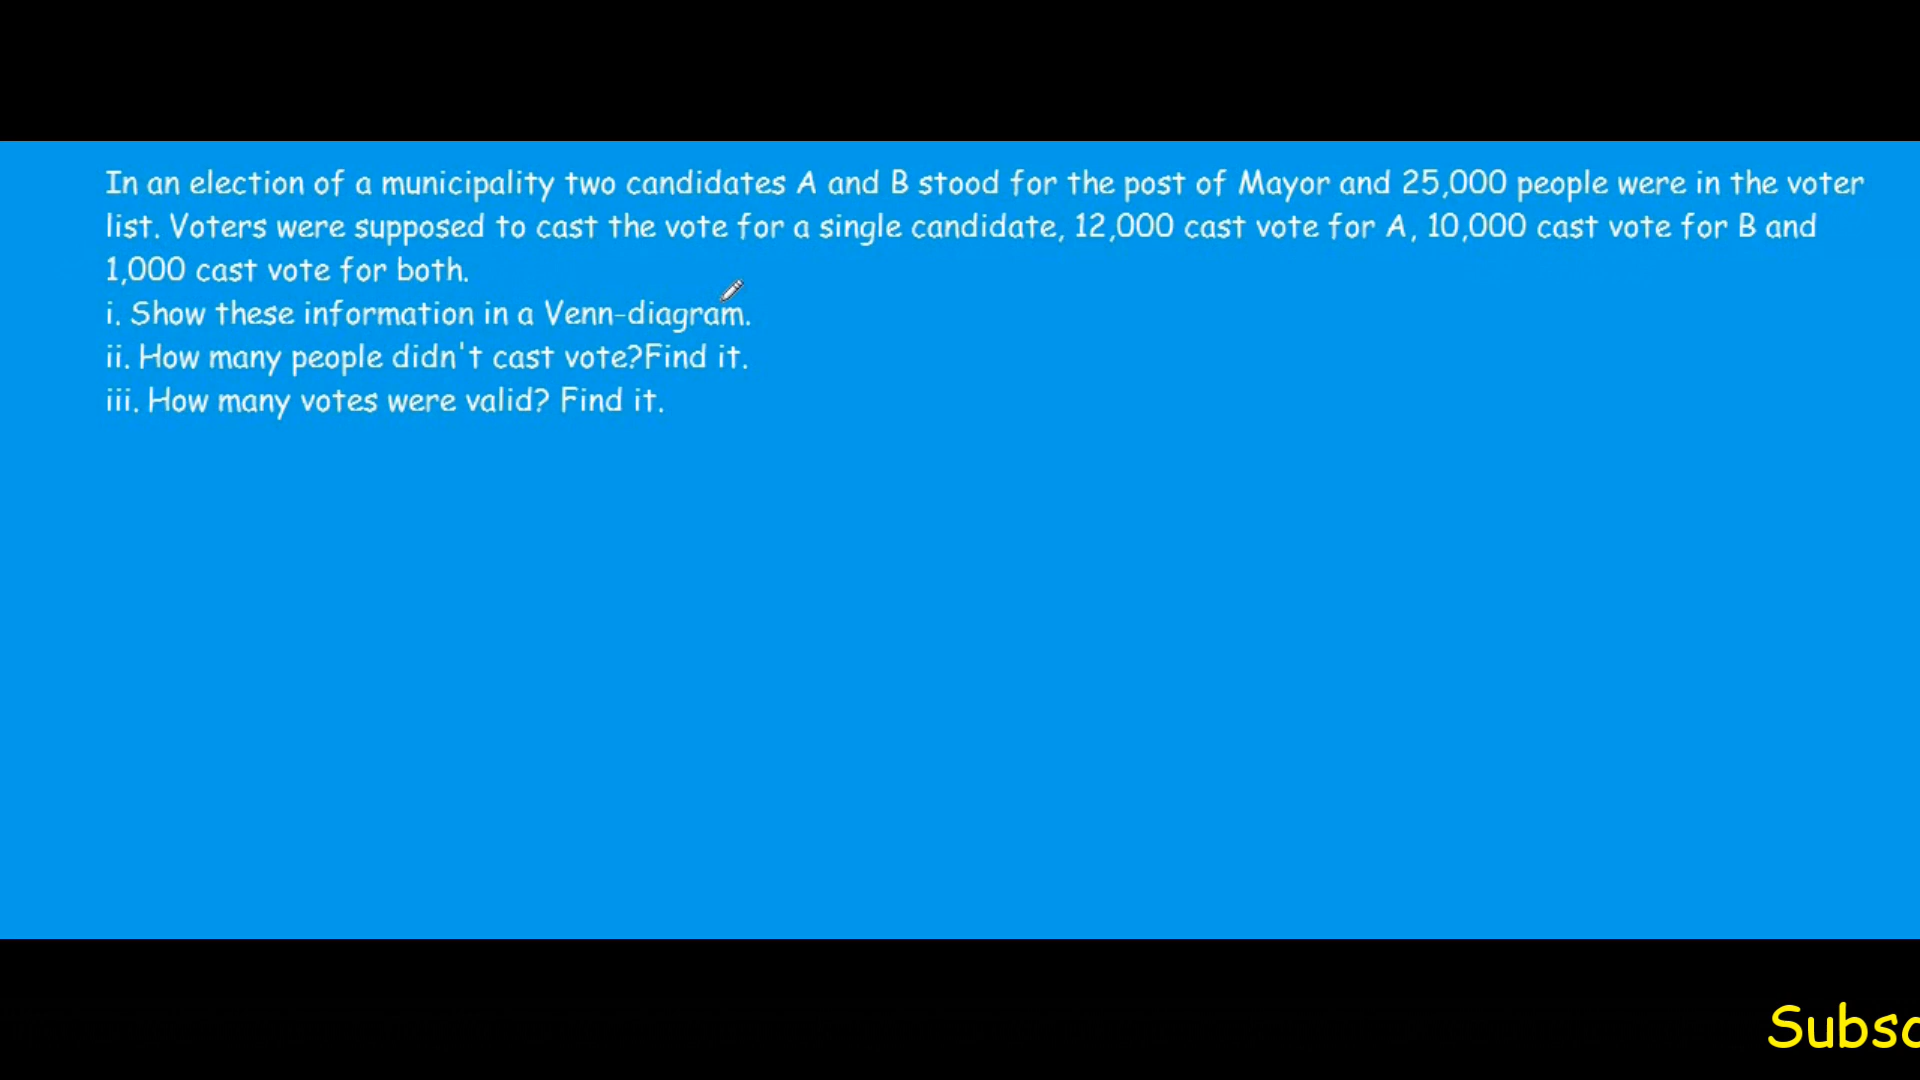 In an election of a municipality two candidates A and B stood for the post of Mayor and 25,000 people were in the voter
list. Voters were supposed to cast the vote for a single candidate, 12,000 cast vote for A, 10,000 cast vote for B and
1,000 cast vote for both.
i. Show these information in a Venn-diagram.
ii. How many people didn't cast vote?Find it.
iii. How many votes were valid? Find it.